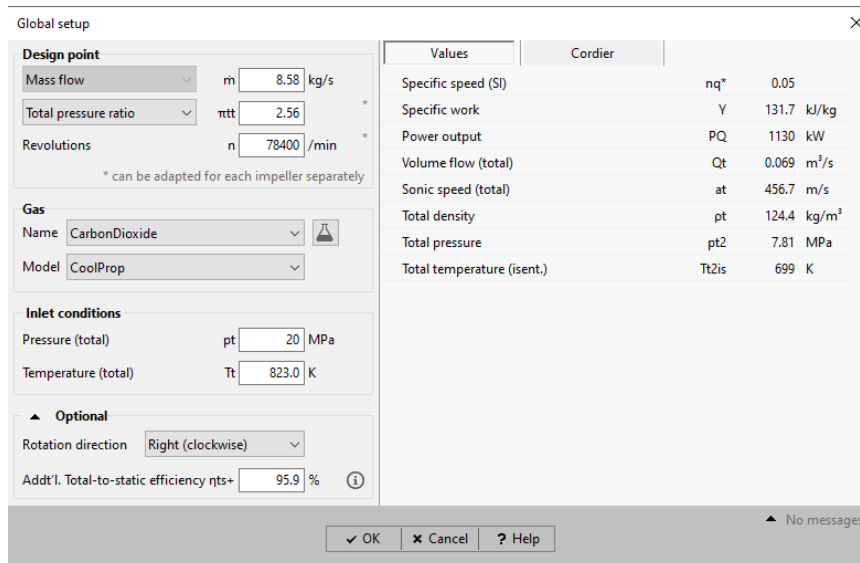 Global setup
Design point
Mass flow ṁ 8.58 kg/s
Total pressure ratio πtt 2.56 *
Revolutions n 78400 /min *
* can be adapted for each impeller separately
Gas
Name CarbonDioxide
Model CoolProp
Inlet conditions
Pressure (total) pt 20 MPa
Temperature (total) Tt 823.0 K
Optional
Rotation direction Right (clockwise)
Addt'l. Total-to-static efficiency ηts+ 95.9 %
Values Cordier
Specific speed (SI) nq* 0.05
Specific work Y 131.7 kJ/kg
Power output PQ 1130 kW
Volume flow (total) Qt 0.069 m³/s
Sonic speed (total) at 456.7 m/s
Total density ρt 124.4 kg/m³
Total pressure pt2 7.81 MPa
Total temperature (isent.) Tt2is 699 K
No messages
OK Cancel ? Help